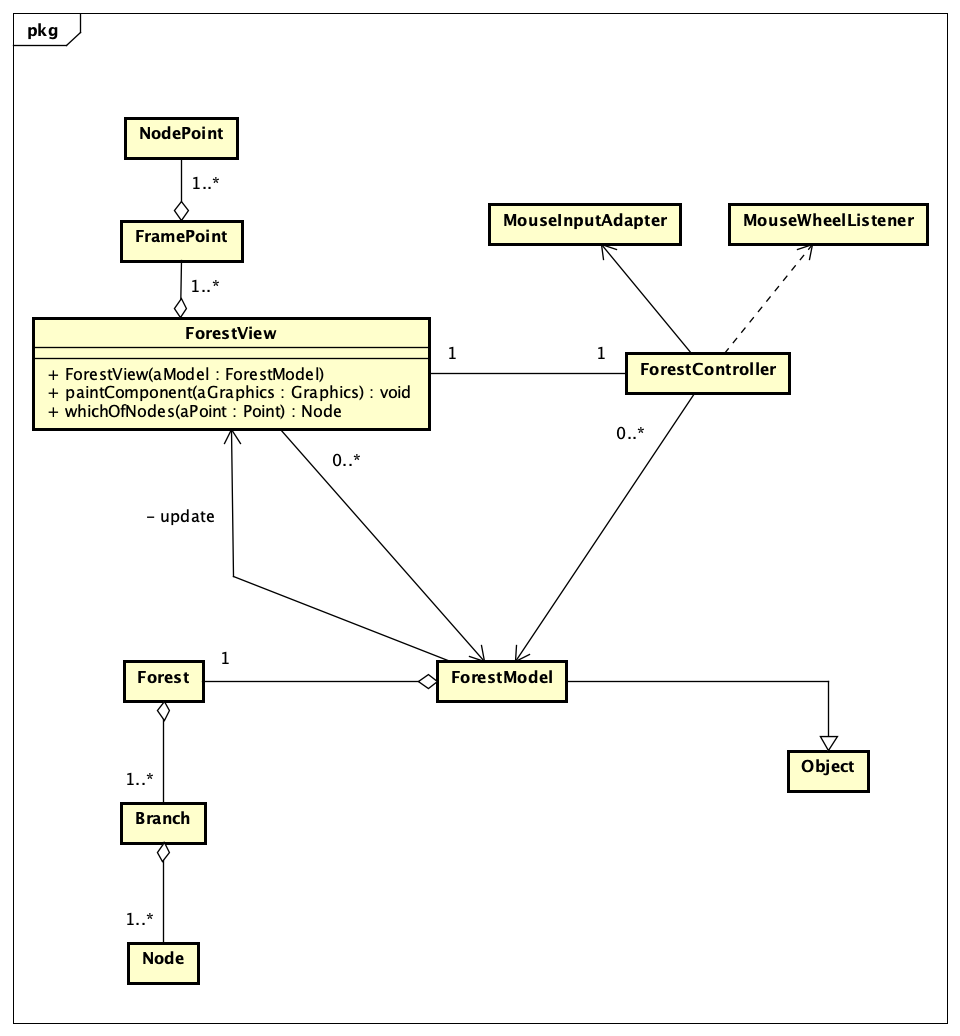 pkg
NodePoint
1..*
FramePoint
1..*
MouseInputAdapter
MouseWheelListener
ForestView
+ ForestView(aModel : ForestModel)
+ paintComponent(aGraphics : Graphics) : void
+ whichOfNodes(aPoint : Point) : Node
1
1
ForestController
0..*
0..*
- update
Forest
1
ForestModel
Object
1..*
Branch
1..*
Node